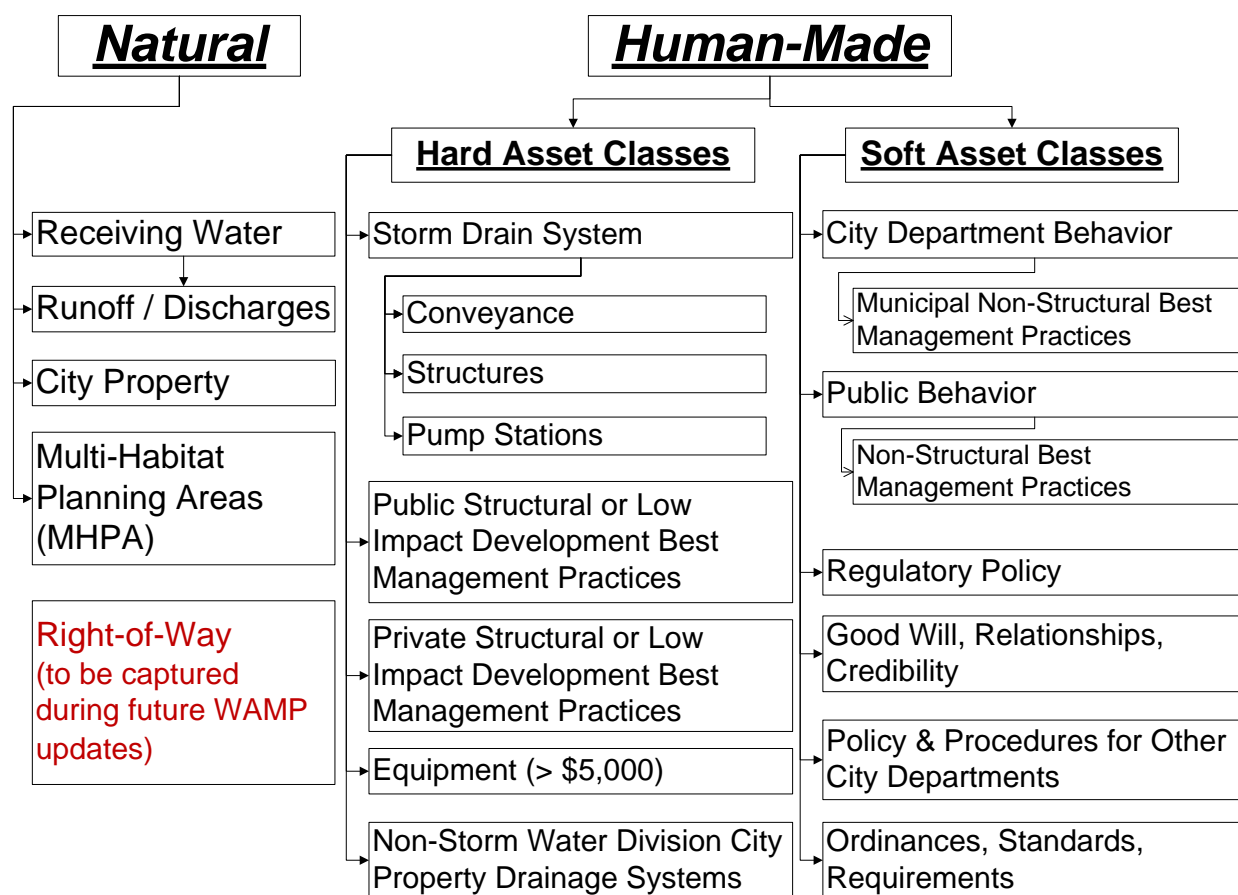 Natural
Receiving Water
Runoff / Discharges
City Property
Multi-Habitat
Planning Areas
(MHPA)
Right-of-Way
(to be captured
during future WAMP
updates)
Human-Made
Hard Asset Classes
Storm Drain System
Conveyance
Structures
Pump Stations
Public Structural or Low
Impact Development Best
Management Practices
Private Structural or Low
Impact Development Best
Management Practices
Equipment (> $5,000)
Non-Storm Water Division City
Property Drainage Systems
Soft Asset Classes
City Department Behavior
Municipal Non-Structural Best
Management Practices
Public Behavior
Non-Structural Best
Management Practices
Regulatory Policy
Good Will, Relationships,
Credibility
Policy & Procedures for Other
City Departments
Ordinances, Standards,
Requirements